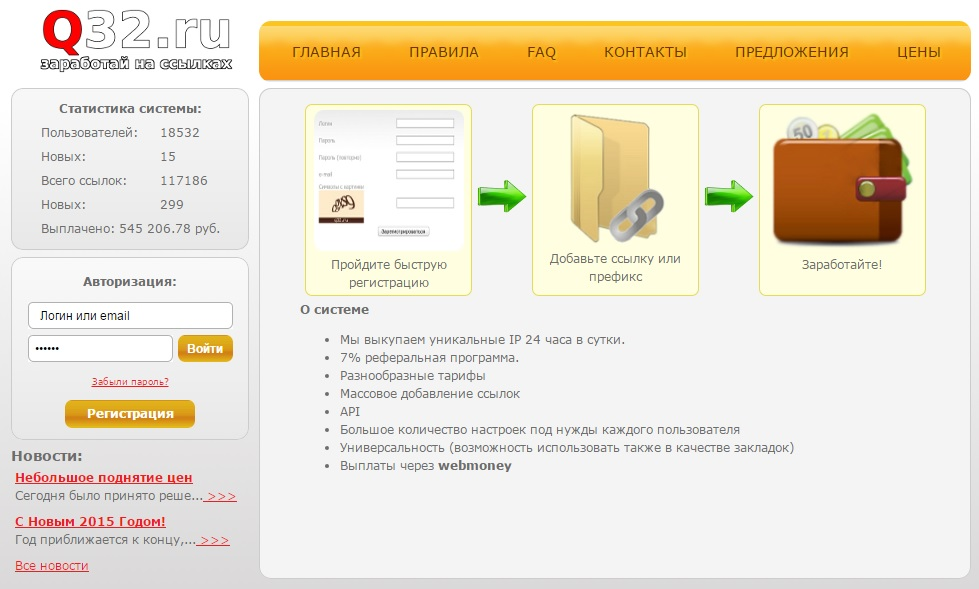 Q32.ru
заработай на ссылках
ГЛАВНАЯ ПРАВИЛА FAQ КОНТАКТЫ ПРЕДЛОЖЕНИЯ ЦЕНЫ
Статистика системы:
Пользователей: 18532
Новых: 15
Всего ссылок: 117186
Новых: 299
Выплачено: 545 206.78 руб.
Авторизация:
Логин или email
••••••
Войти
Забыли пароль?
Регистрация
Новости:
Небольшое поднятие цен
Сегодня было принято реше... >>>
С Новым 2015 Годом!
Год приближается к концу,... >>>
Все новости
Логин
Пароль
Пароль (повторно)
e-mail
Символы с картинки
q32.ru
Зарегистрироваться
Пройдите быструю
регистрацию
Добавьте ссылку или
префикс
50
Заработайте!
О системе
• Мы выкупаем уникальные IP 24 часа в сутки.
• 7% реферальная программа.
• Разнообразные тарифы
• Массовое добавление ссылок
• API
• Большое количество настроек под нужды каждого пользователя
• Универсальность (возможность использовать также в качестве закладок)
• Выплаты через webmoney